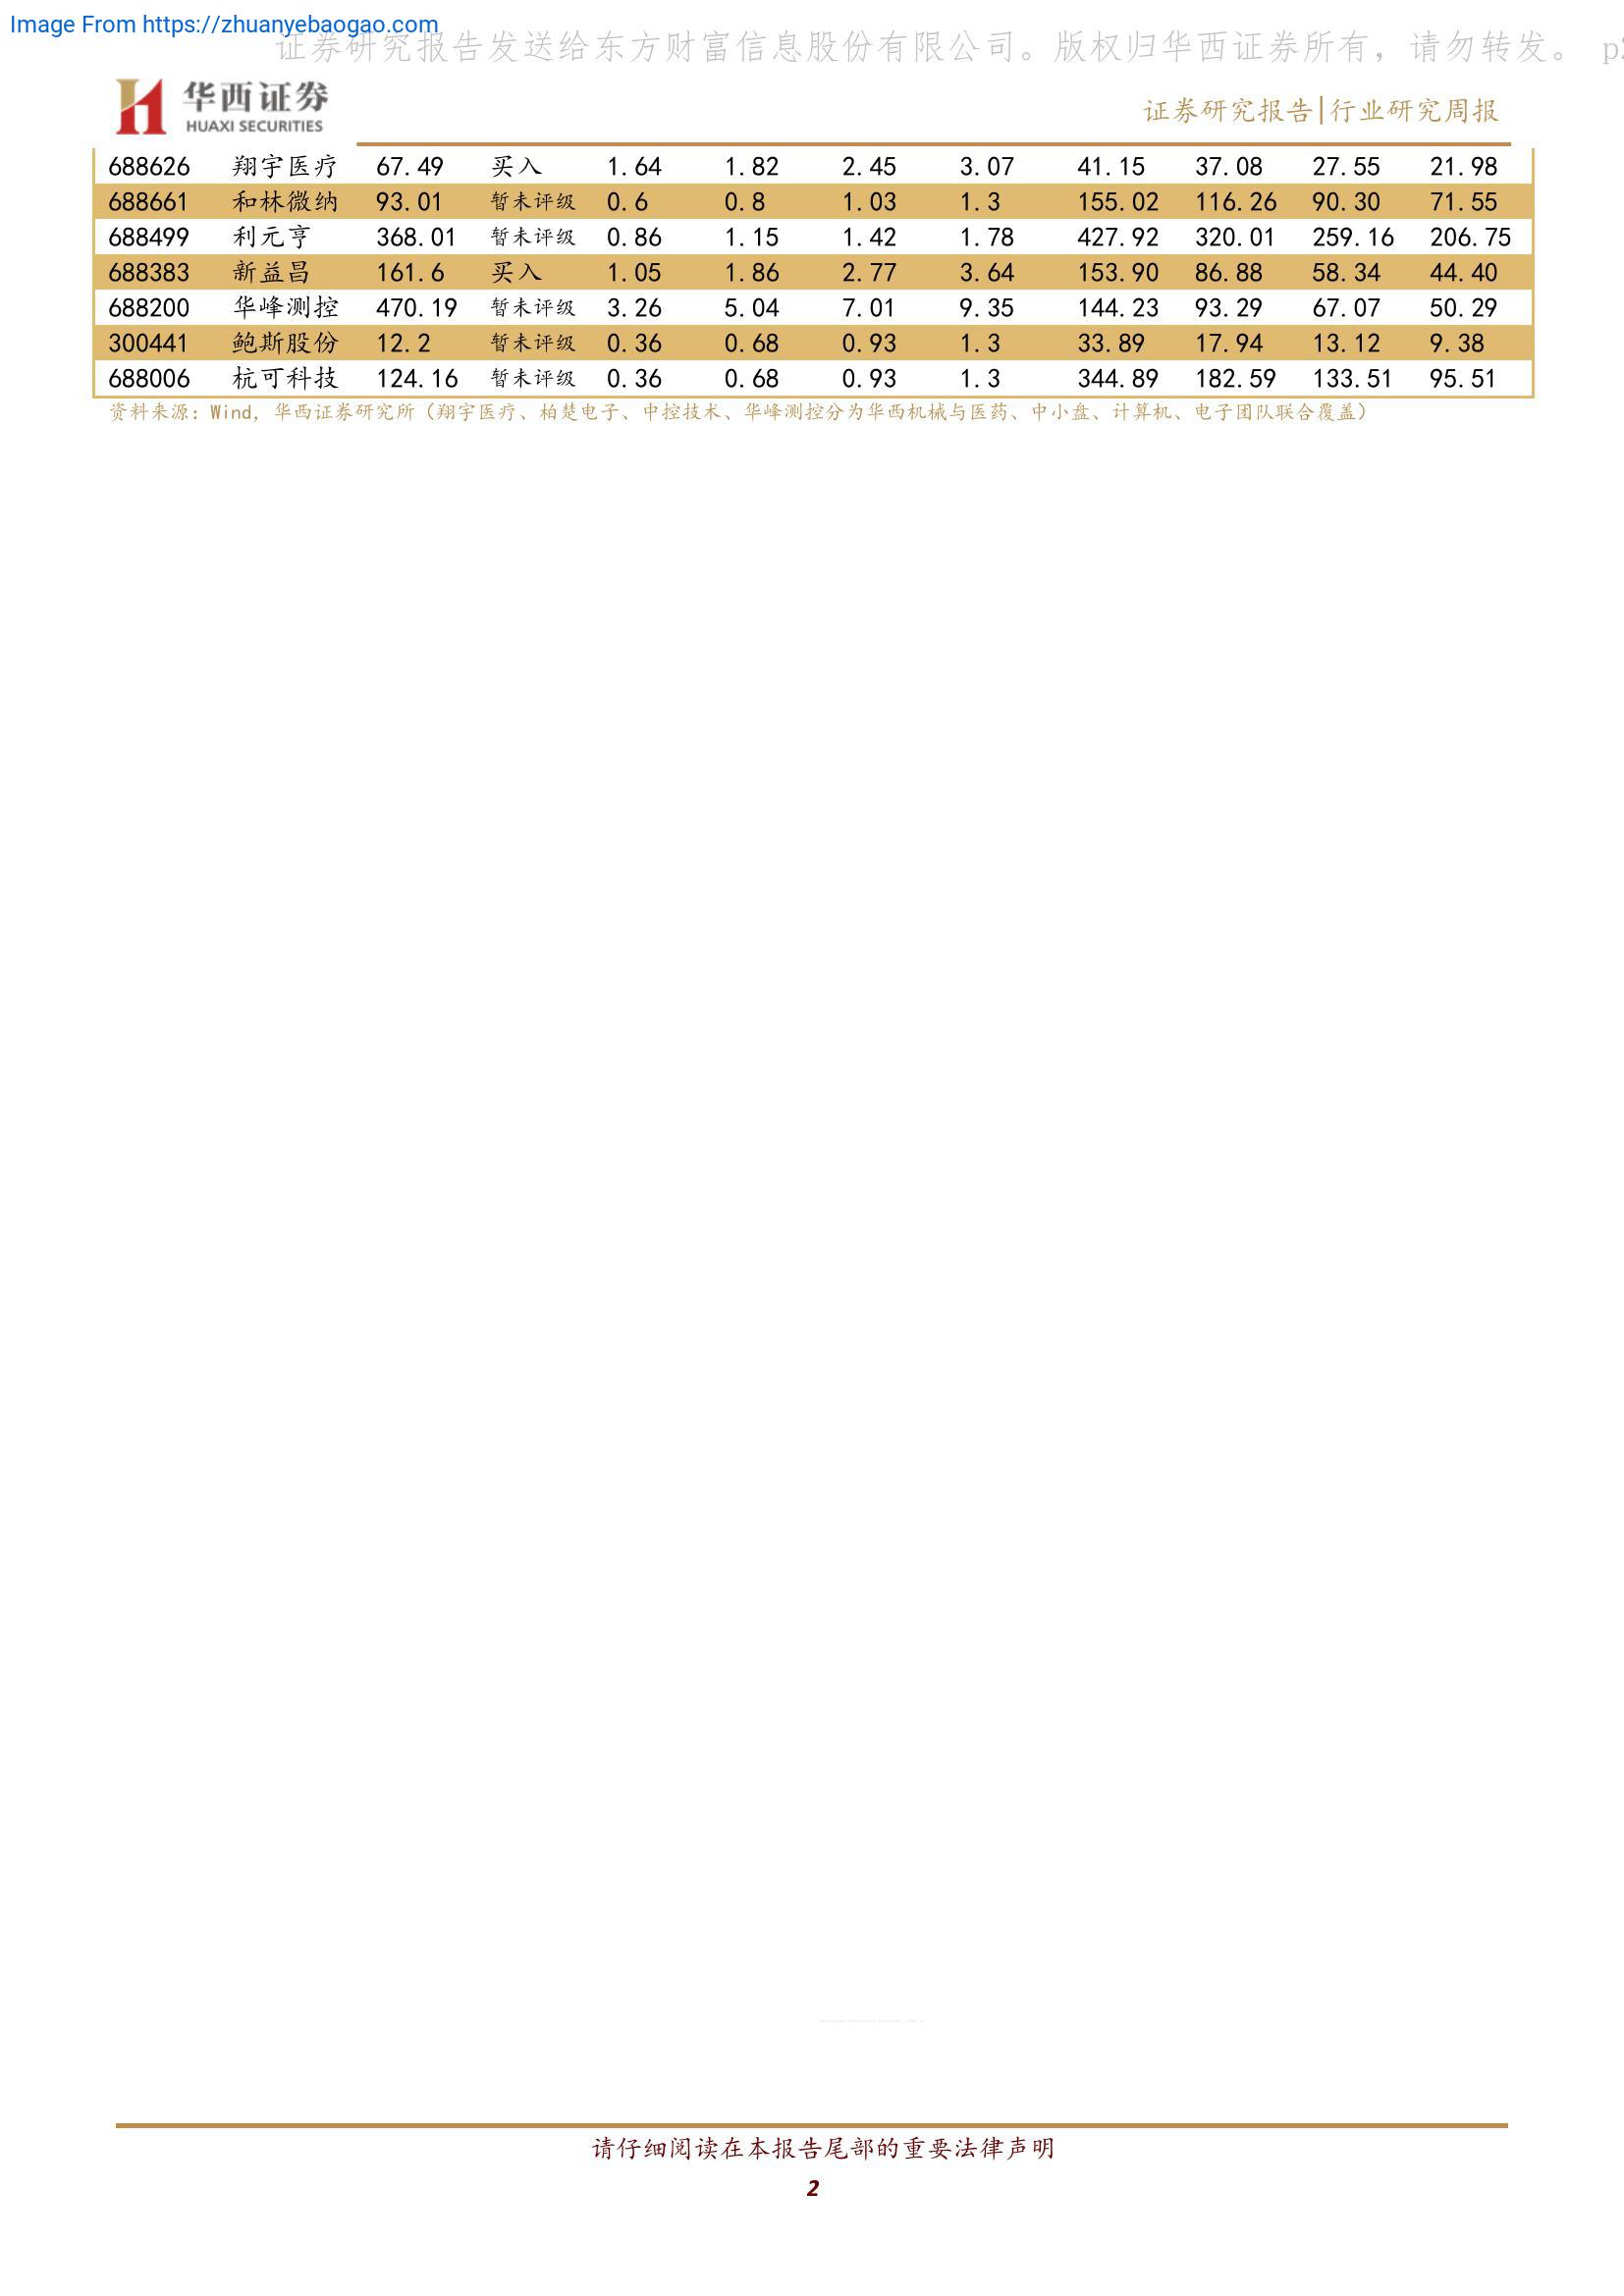 Image From https://zhuanyebaogao.com
证券研究报告发送给东方财富信息股份有限公司。版权归华西证券所有，请勿转发。 p2
华西证券
HUAXI SECURITIES
证券研究报告|行业研究周报
688626 翔宇医疗 67.49 买入 1.64 1.82 2.45 3.07 41.15 37.08 27.55 21.98
688661 和林微纳 93.01 暂未评级 0.6 0.8 1.03 1.3 155.02 116.26 90.30 71.55
688499 利元亨 368.01 暂未评级 0.86 1.15 1.42 1.78 427.92 320.01 259.16 206.75
688383 新益昌 161.6 买入 1.05 1.86 2.77 3.64 153.90 86.88 58.34 44.40
688200 华峰测控 470.19 暂未评级 3.26 5.04 7.01 9.35 144.23 93.29 67.07 50.29
300441 鲍斯股份 12.2 暂未评级 0.36 0.68 0.93 1.3 33.89 17.94 13.12 9.38
688006 杭可科技 124.16 暂未评级 0.36 0.68 0.93 1.3 344.89 182.59 133.51 95.51
资料来源：Wind，华西证券研究所（翔宇医疗、柏楚电子、中控技术、华峰测控分为华西机械与医药、中小盘、计算机、电子团队联合覆盖）
请仔细阅读在本报告尾部的重要法律声明
2